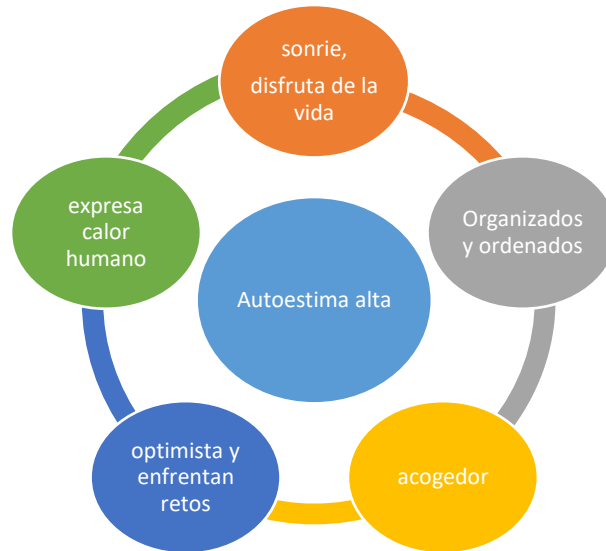 sonrie,
disfruta de la
vida
Organizados
y ordenados
acogedor
optimista y
enfrentan
retos
expresa
calor
humano
Autoestima alta